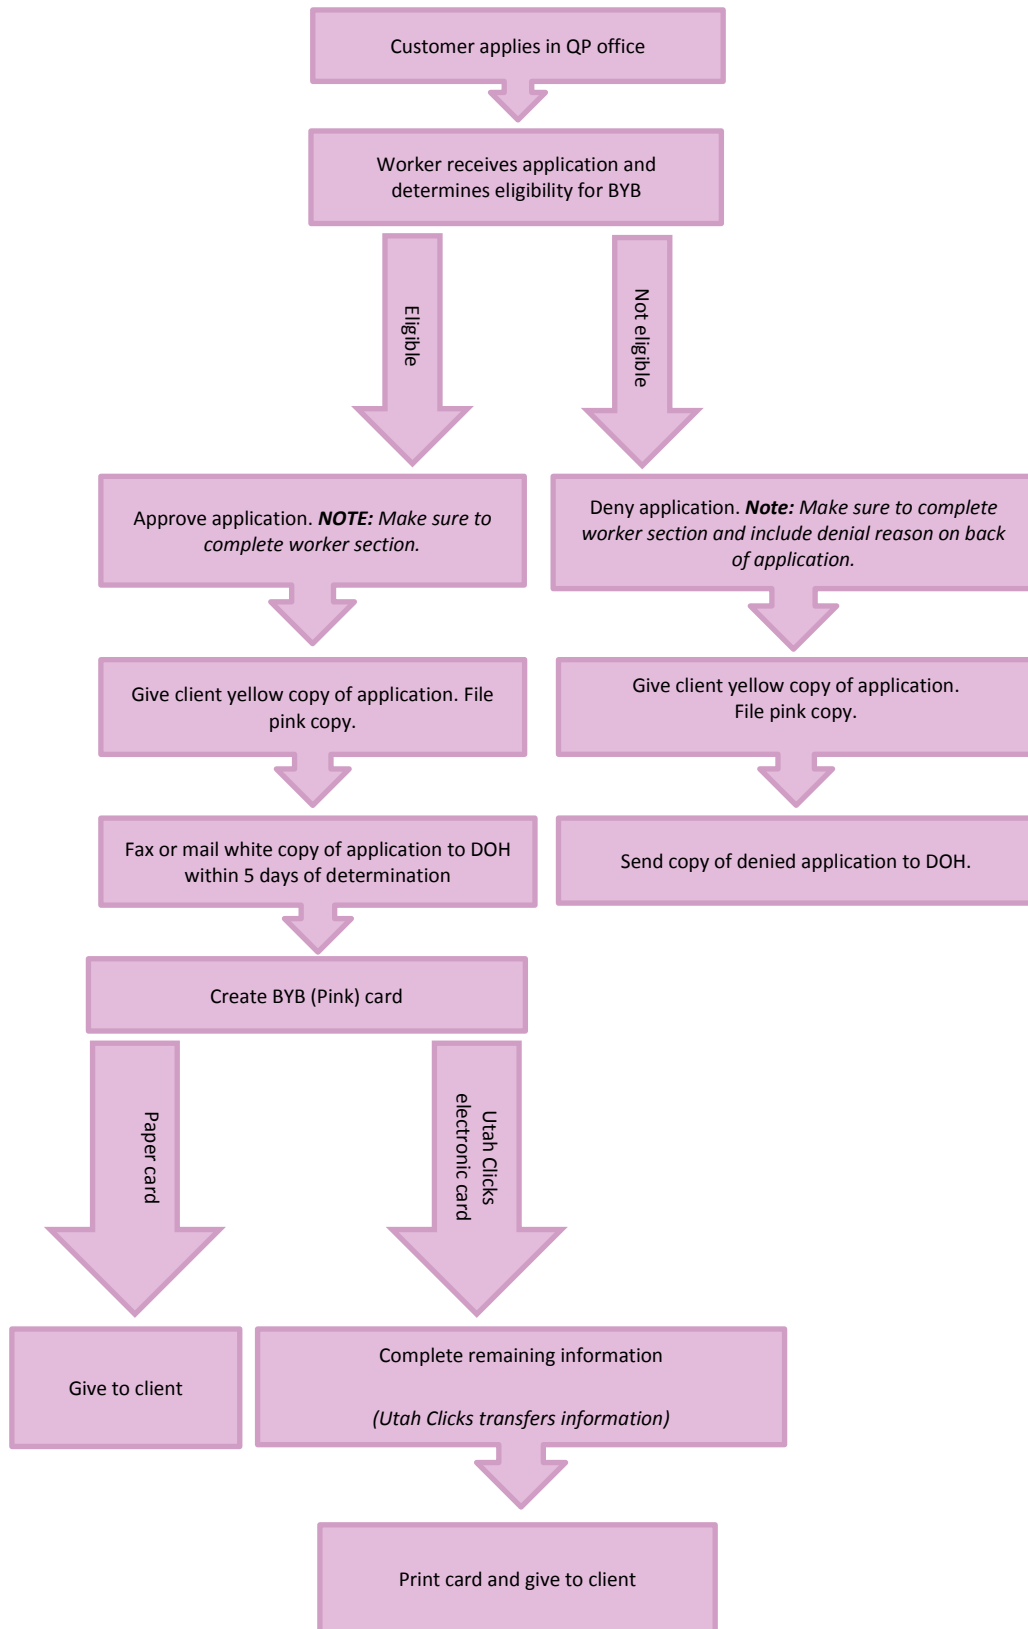 Customer applies in QP office
Worker receives application and
determines eligibility for BYB
Eligible
Not eligible
Approve application. NOTE: Make sure to
complete worker section.
Deny application. Note: Make sure to complete
worker section and include denial reason on back
of application.
Give client yellow copy of application. File
pink copy.
Give client yellow copy of application.
File pink copy.
Fax or mail white copy of application to DOH
within 5 days of determination
Send copy of denied application to DOH.
Create BYB (Pink) card
Paper card
Utah Clicks
electronic card
Give to client
Complete remaining information
(Utah Clicks transfers information)
Print card and give to client